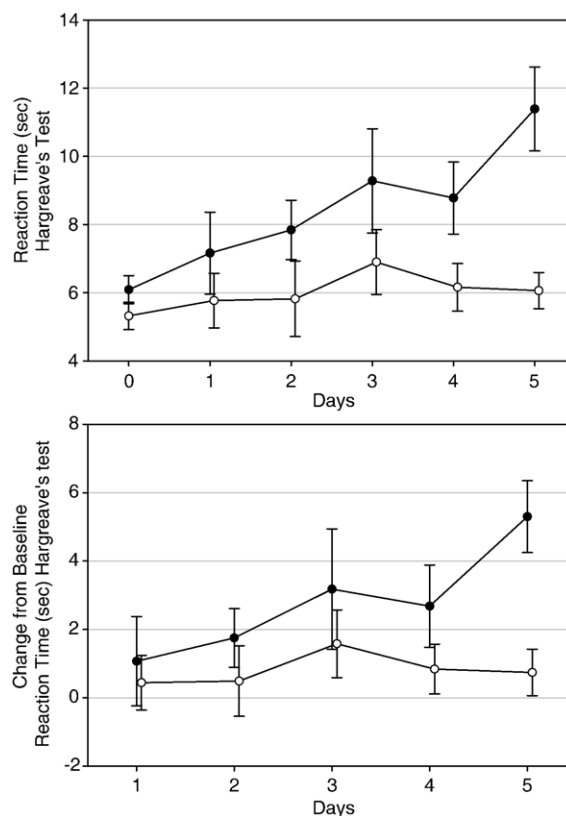 14
12
10
8
6
4
Reaction Time (sec)
Hargreave's Test
0 1 2 3 4 5
Days
8
6
4
2
0
-2
Change from Baseline
Reaction Time (sec) Hargreave's test
1 2 3 4 5
Days